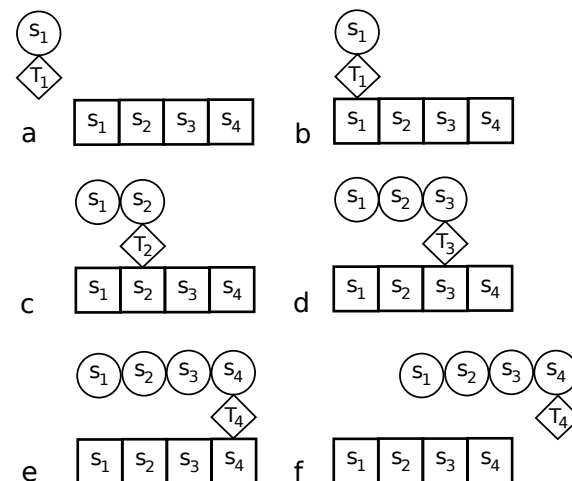 s₁ s₁
T₁ T₁
a s₁ s₂ s₃ s₄ b s₁ s₂ s₃ s₄
s₁ s₂ s₁ s₂ s₃
T₂ T₃
c s₁ s₂ s₃ s₄ d s₁ s₂ s₃ s₄
s₁ s₂ s₃ s₄ s₁ s₂ s₃ s₄
T₄ T₄
e s₁ s₂ s₃ s₄ f s₁ s₂ s₃ s₄